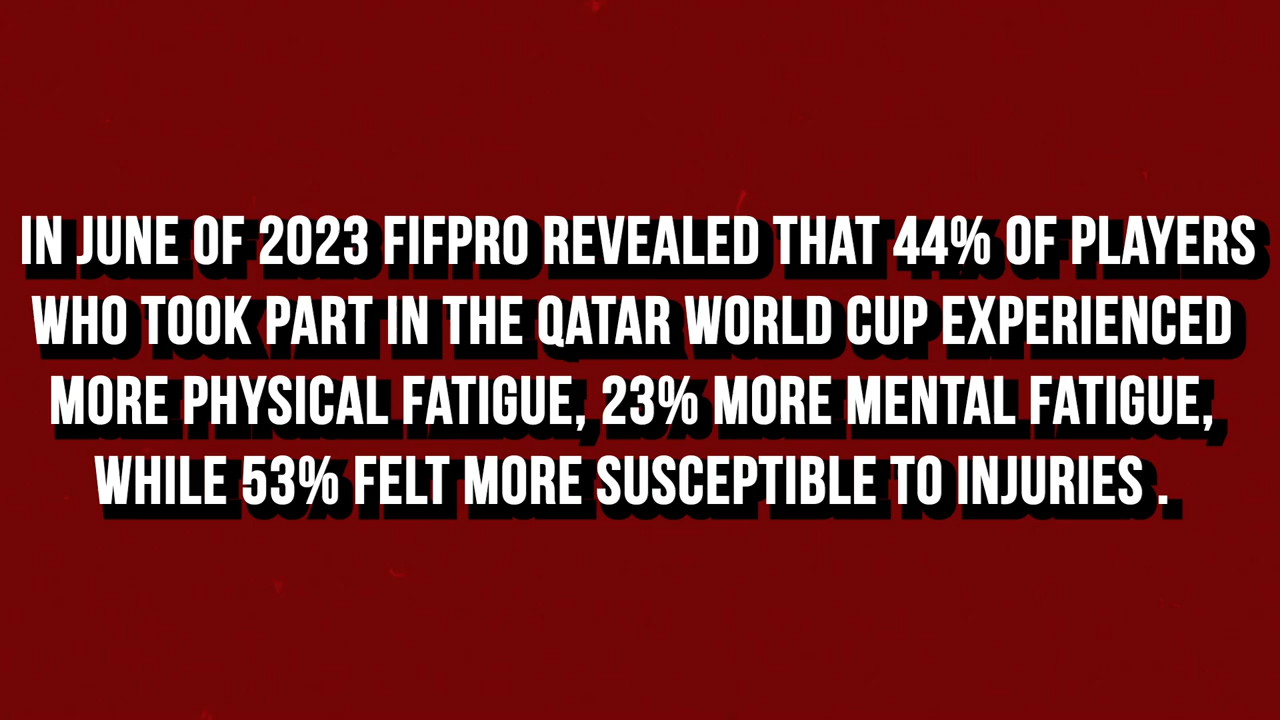 IN JUNE OF 2023 FIFPRO REVEALED THAT 44% OF PLAYERS
WHO TOOK PART IN THE QATAR WORLD CUP EXPERIENCED
MORE PHYSICAL FATIGUE, 23% MORE MENTAL FATIGUE,
WHILE 53% FELT MORE SUSCEPTIBLE TO INJURIES .